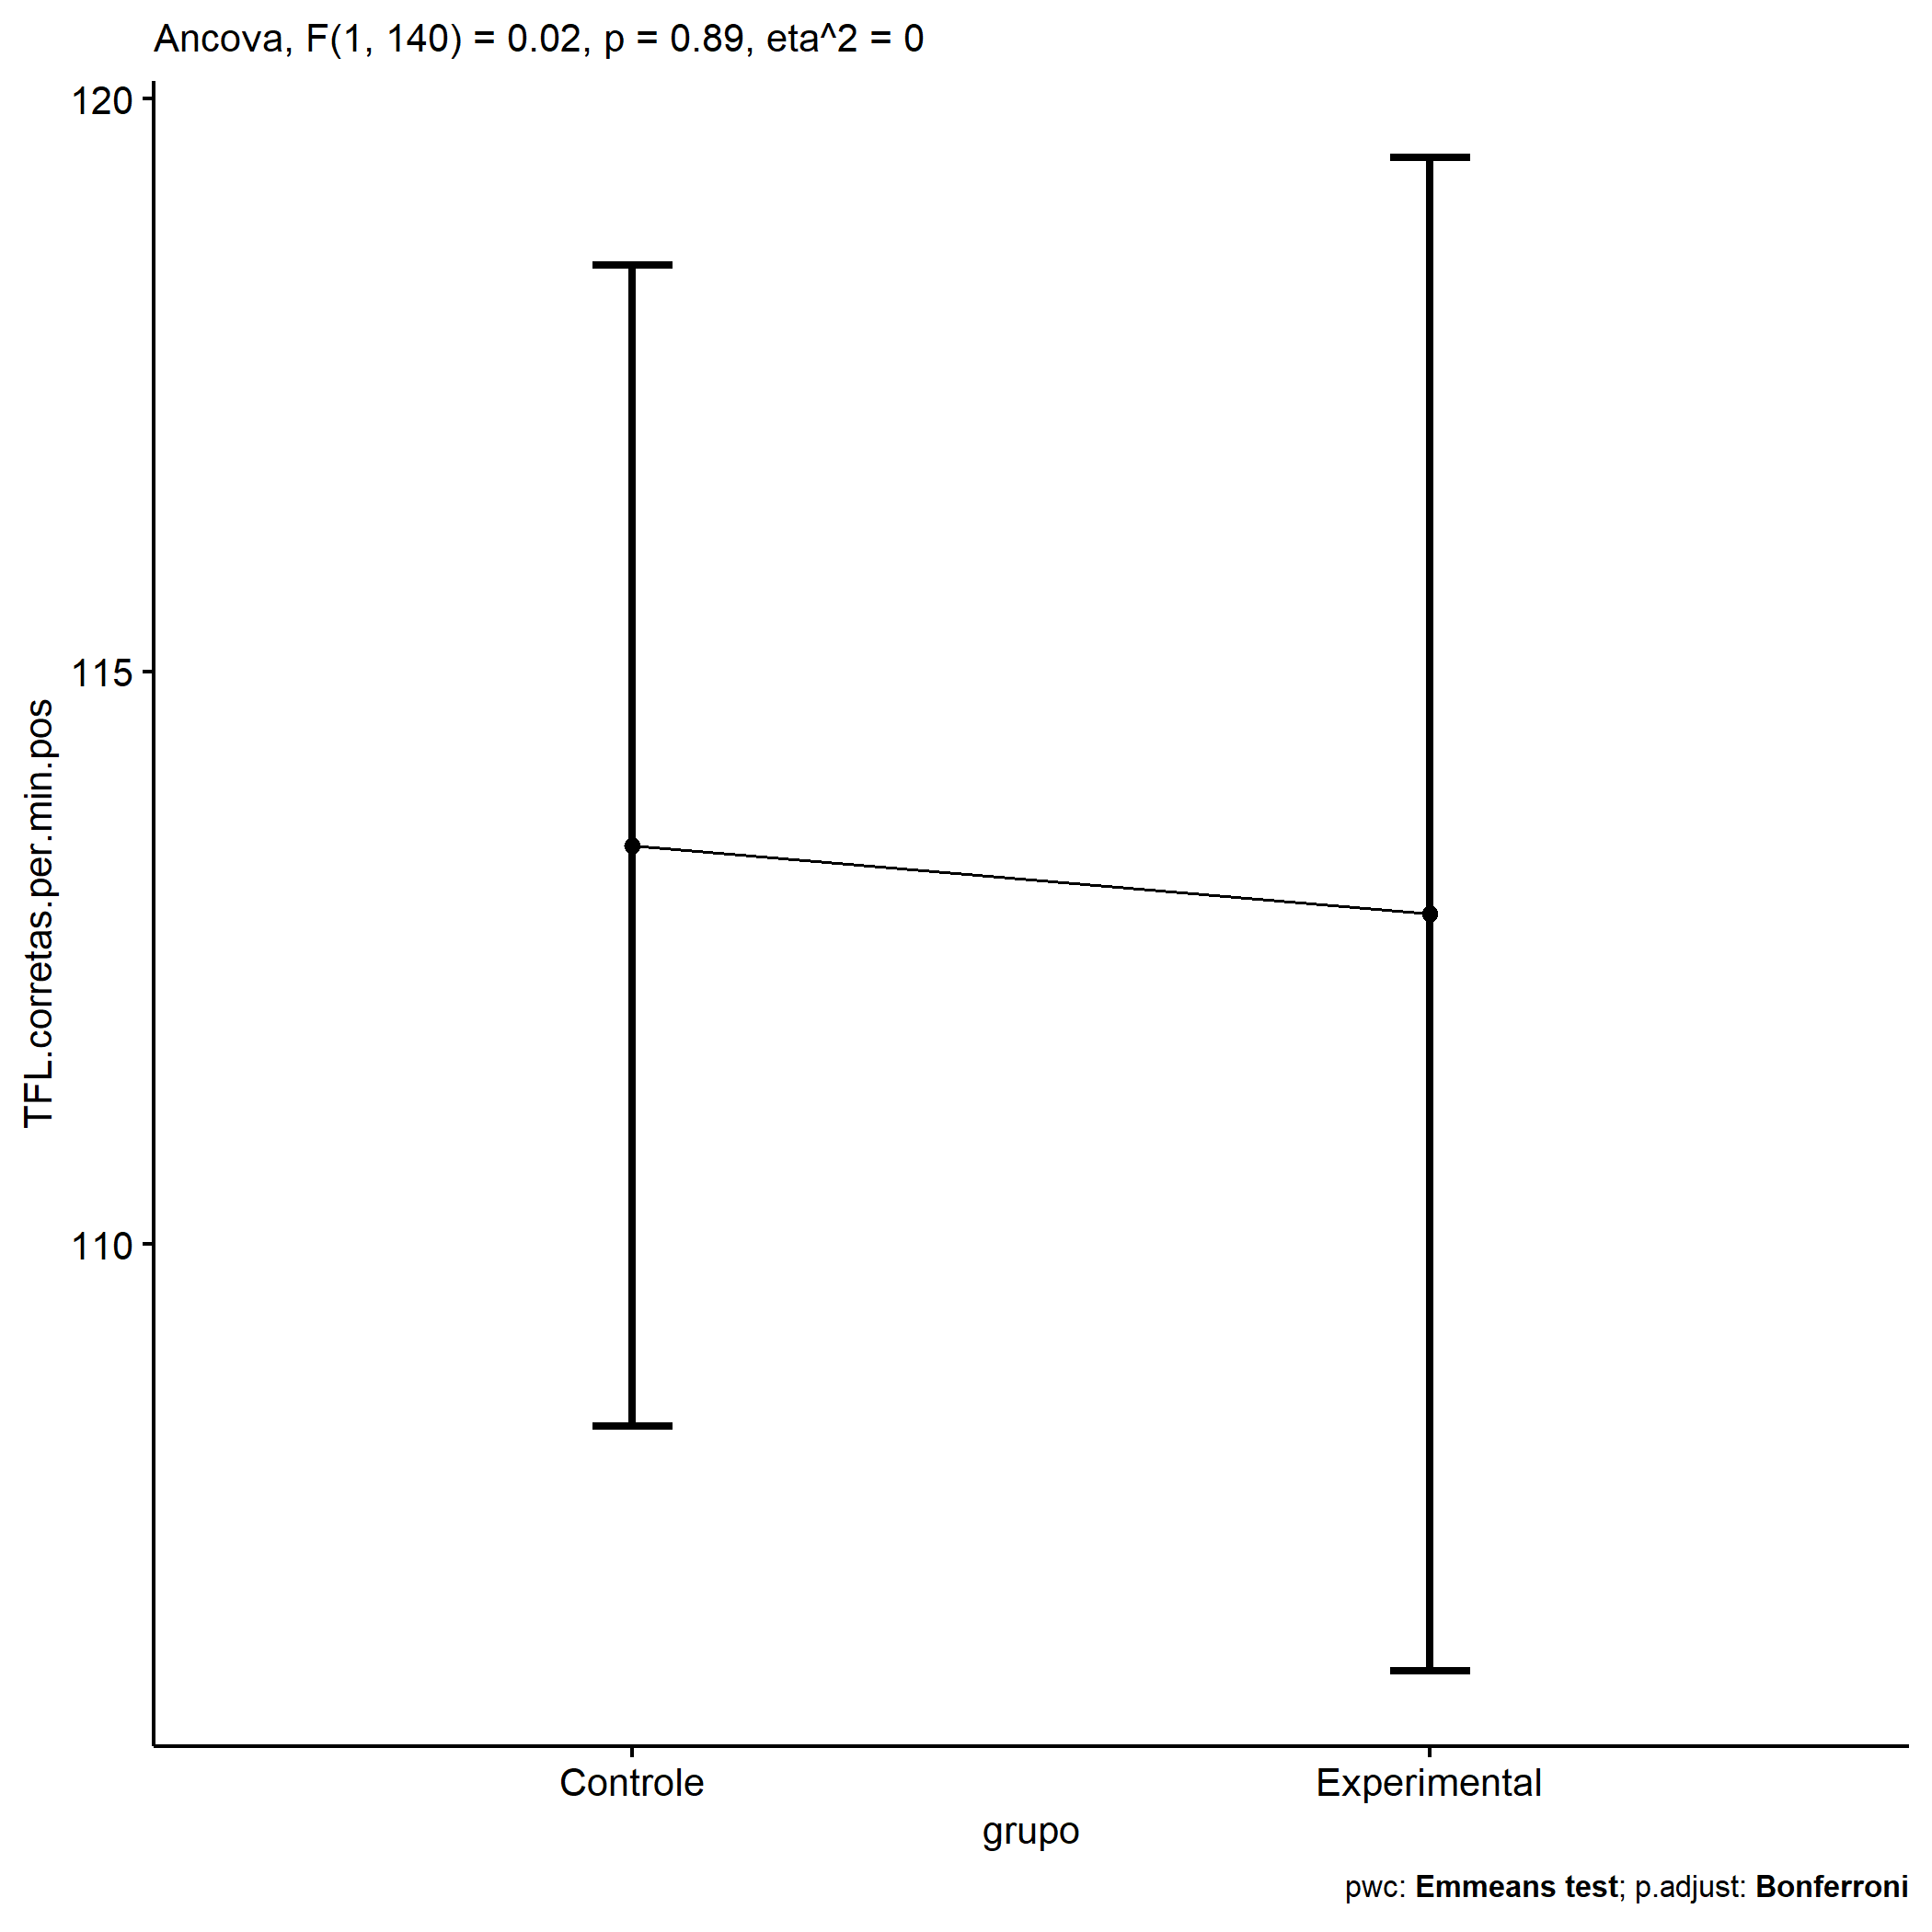 Ancova, F(1, 140) = 0.02, p = 0.89, eta^2 = 0
120
115
110
TFL.corretas.per.min.pos
Controle
Experimental
grupo
pwc: Emmeans test; p.adjust: Bonferroni